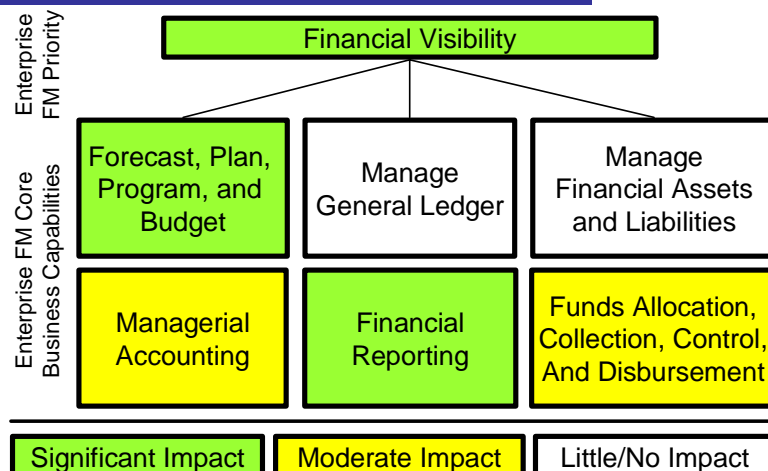 Enterprise
FM Priority
Financial Visibility
Enterprise FM Core
Business Capabilities
Forecast, Plan,
Program, and
Budget
Manage
General Ledger
Manage
Financial Assets
and Liabilities
Managerial
Accounting
Financial
Reporting
Funds Allocation,
Collection, Control,
And Disbursement
Significant Impact
Moderate Impact
Little/No Impact